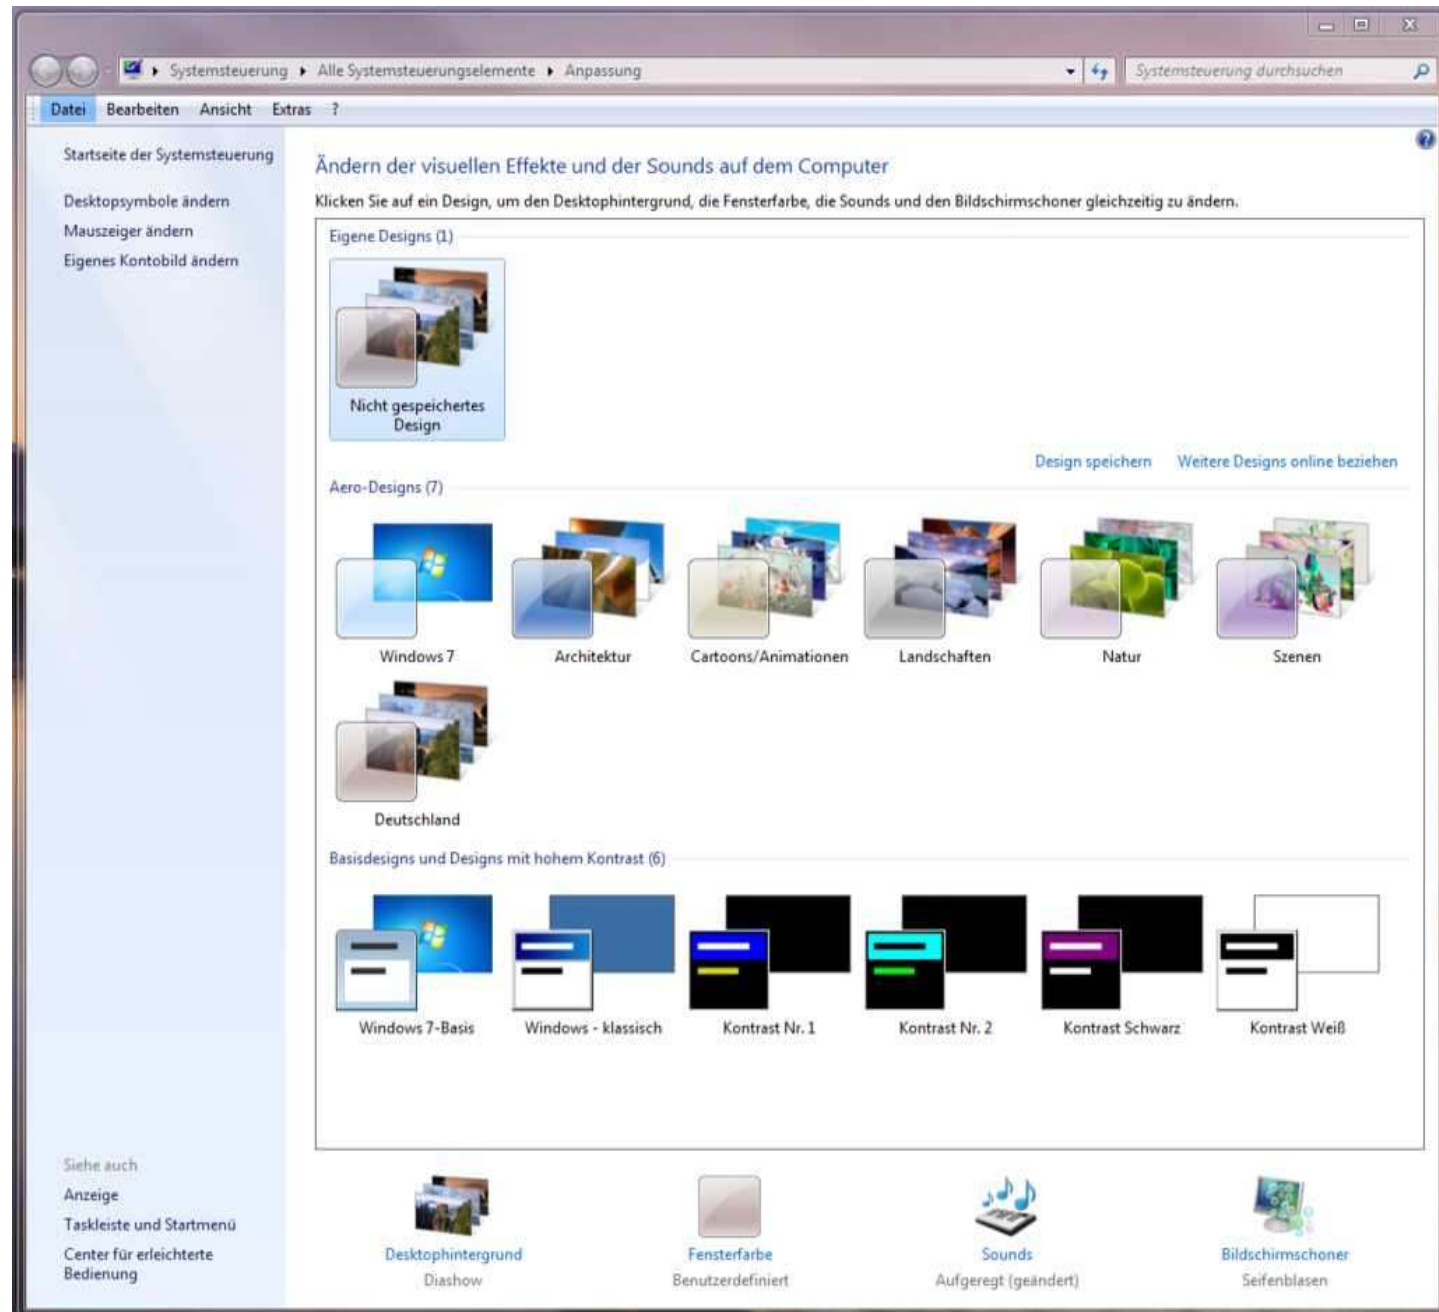 Systemsteuerung ▸ Alle Systemsteuerungselemente ▸ Anpassung
Systemsteuerung durchsuchen
Datei Bearbeiten Ansicht Extras ?
Startseite der Systemsteuerung
Desktopsymbole ändern
Mauszeiger ändern
Eigenes Kontobild ändern
Ändern der visuellen Effekte und der Sounds auf dem Computer
Klicken Sie auf ein Design, um den Desktophintergrund, die Fensterfarbe, die Sounds und den Bildschirmschoner gleichzeitig zu ändern.
Eigene Designs (1)
Nicht gespeichertes
Design
Design speichern Weitere Designs online beziehen
Aero-Designs (7)
Windows 7 Architektur Cartoons/Animationen Landschaften Natur Szenen
Deutschland
Basisdesigns und Designs mit hohem Kontrast (6)
Windows 7-Basis Windows - klassisch Kontrast Nr. 1 Kontrast Nr. 2 Kontrast Schwarz Kontrast Weiß
Siehe auch
Anzeige
Taskleiste und Startmenü
Center für erleichterte
Bedienung
Desktophintergrund Fensterfarbe Sounds Bildschirmschoner
Diashow Benutzerdefiniert Aufgeregt (geändert) Seifenblasen